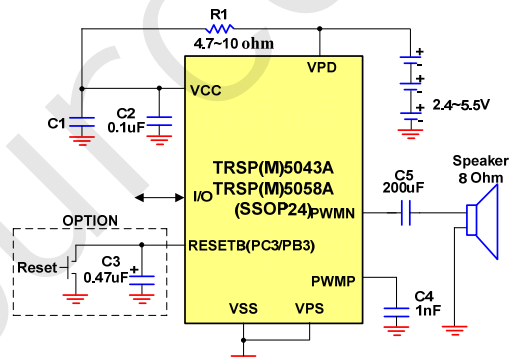 R1
4.7~10 ohm
VPD
+
-
+
-
+
-
2.4~5.5V
VCC
C1
C2
0.1uF
TRSP(M)5043A
TRSP(M)5058A
(SSOP24)
I/O
PWMN
C5
200uF
Speaker
8 Ohm
OPTION
Reset
C3
0.47uF
+
RESETB(PC3/PB3)
PWMP
C4
1nF
VSS
VPS